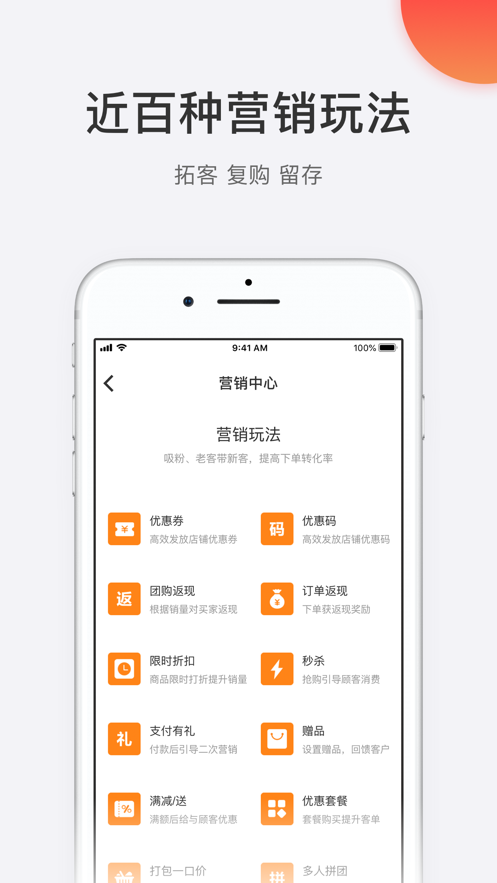 近百种营销玩法
拓客 复购 留存
9:41 AM
100%
营销中心
营销玩法
吸粉、老客带新客，提高下单转化率
优惠券
高效发放店铺优惠券
码
优惠码
高效发放店铺优惠码
返
团购返现
根据销量对买家返现
订单返现
下单获返现奖励
限时折扣
商品限时打折提升销量
秒杀
抢购引导顾客消费
礼
支付有礼
付款后引导二次营销
赠品
设置赠品，回馈客户
满减/送
满额后给与顾客优惠
优惠套餐
套餐购买提升客单
打包一口价
拼
多人拼团